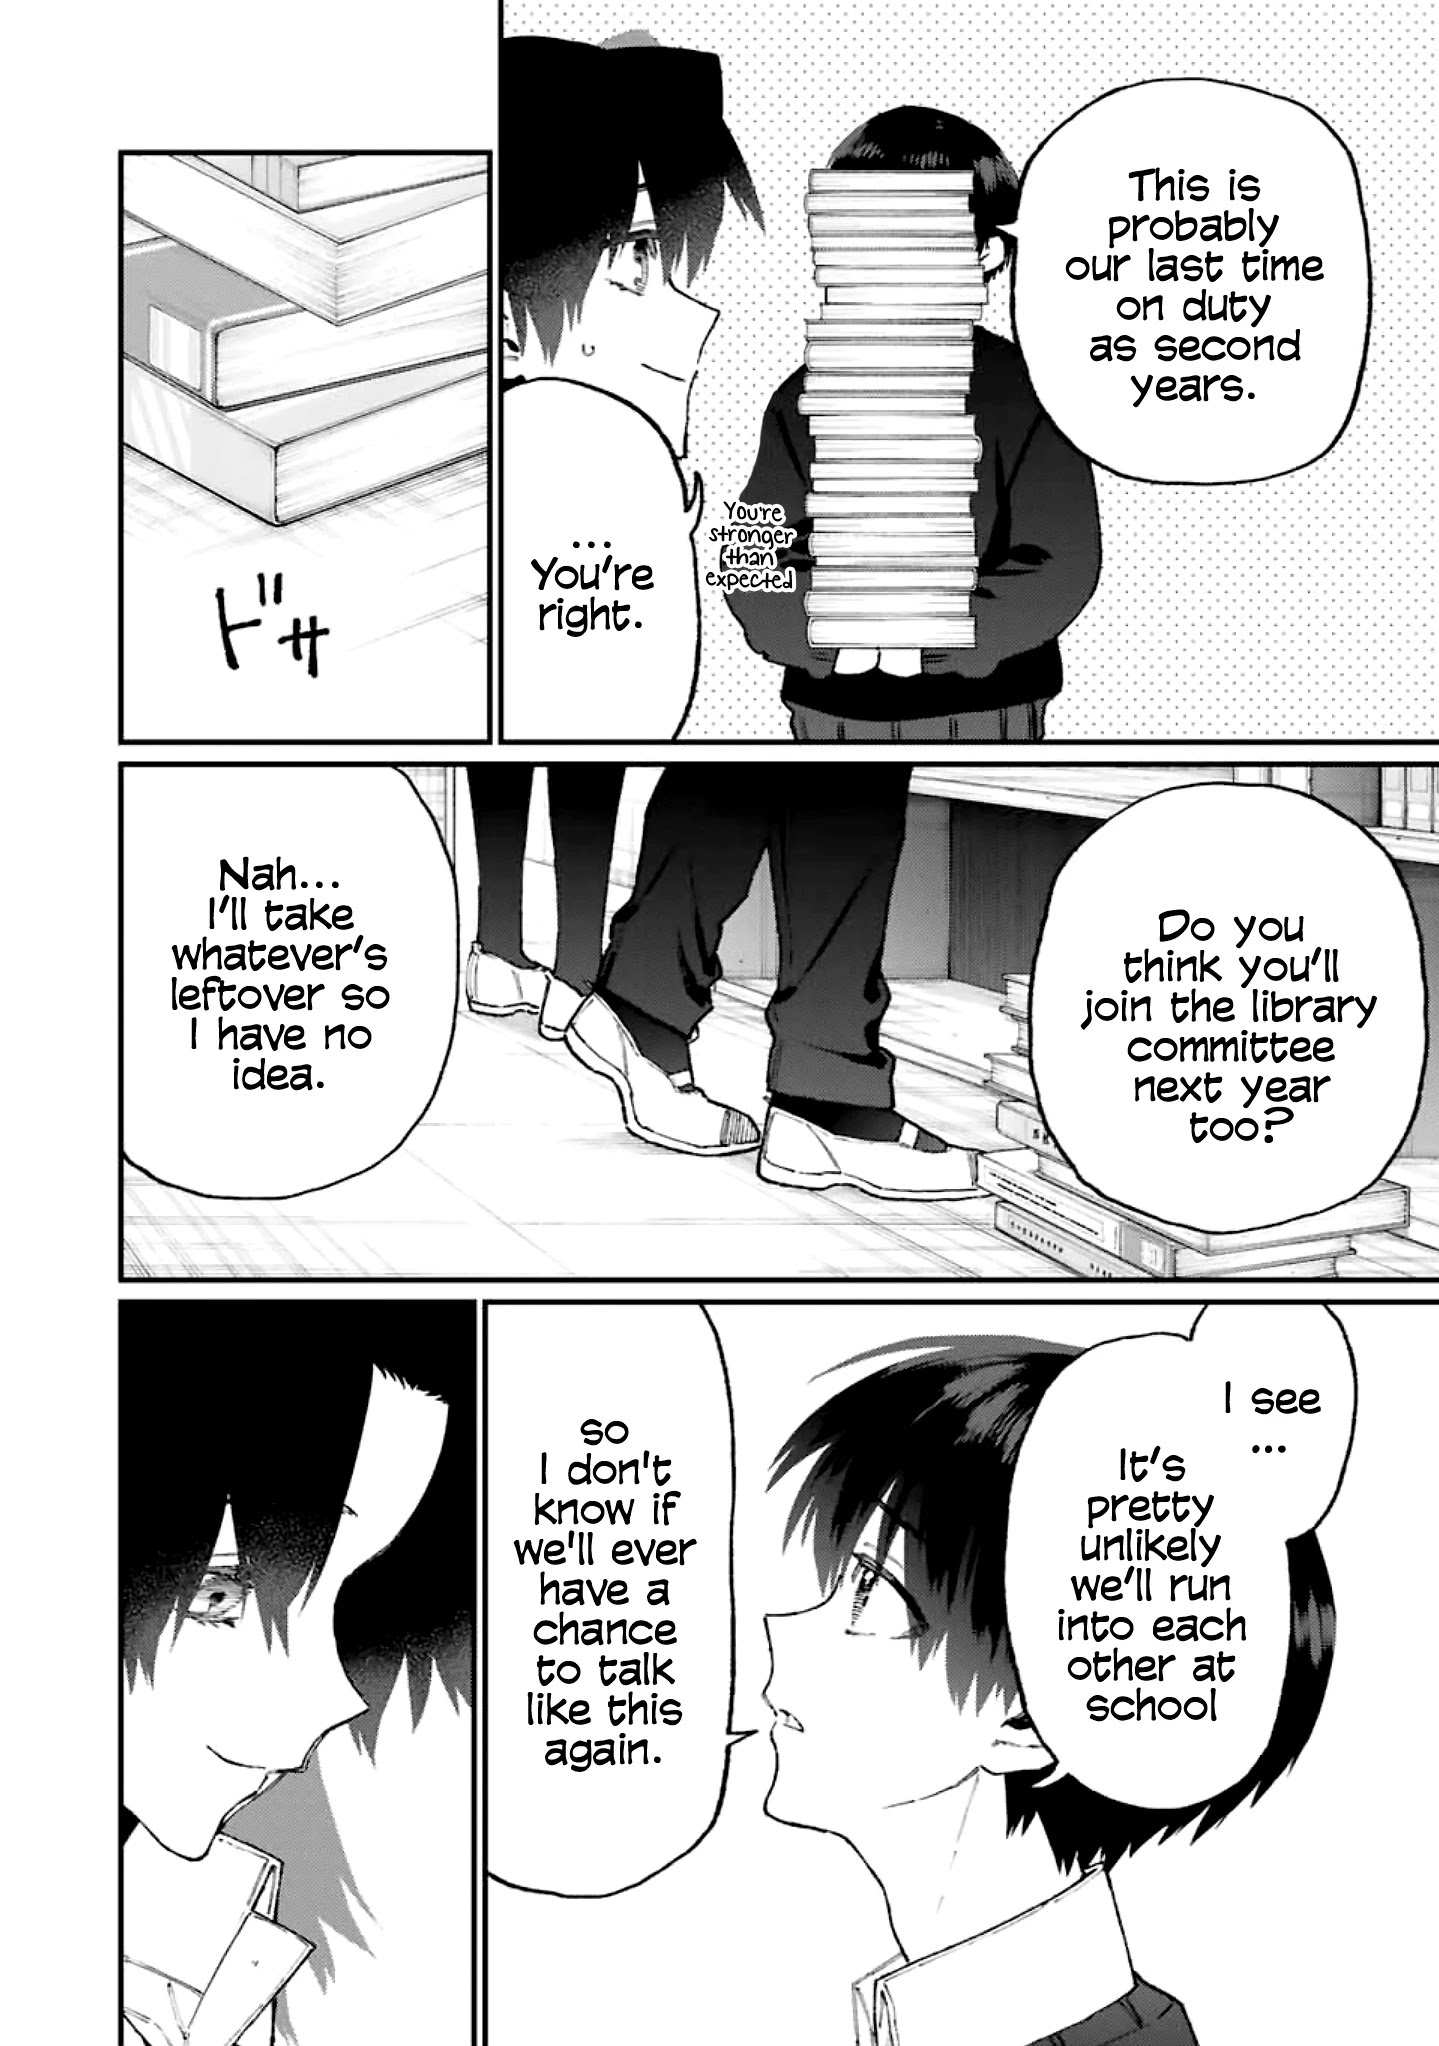 This is
probably
our last time
on duty
as second
years.
You're
stronger
than
expected
...
You're
right.
ドサ
Do you
think you'll
join the library
committee
next year
too?
Nah...
I'll take
whatever's
leftover so
I have no
idea.
I see
...
It's
pretty
unlikely
we'll run
into each
other at
school
so
I don't
know if
we'll ever
have a
chance
to talk
like this
again.